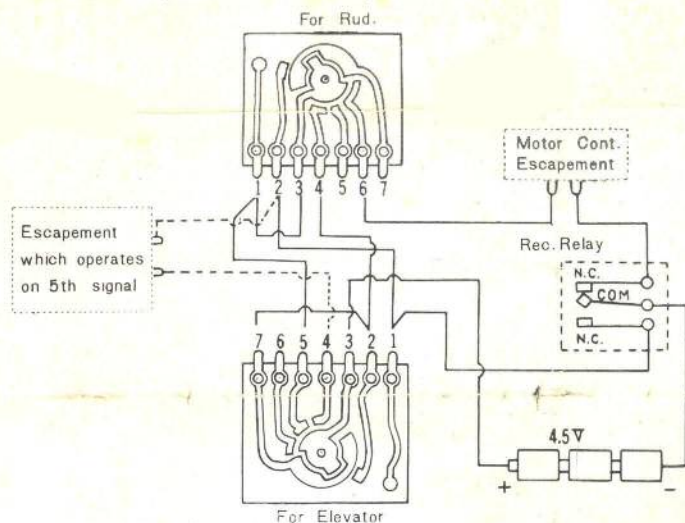 For Rud.
1 2 3 4 5 6 7
Motor Cont.
Escapement
Escapement
which operates
on 5th signal
Rec. Relay
N.C.
COM
N.C.
7 6 5 4 3 2 1
4.5V
+ -
For Elevator